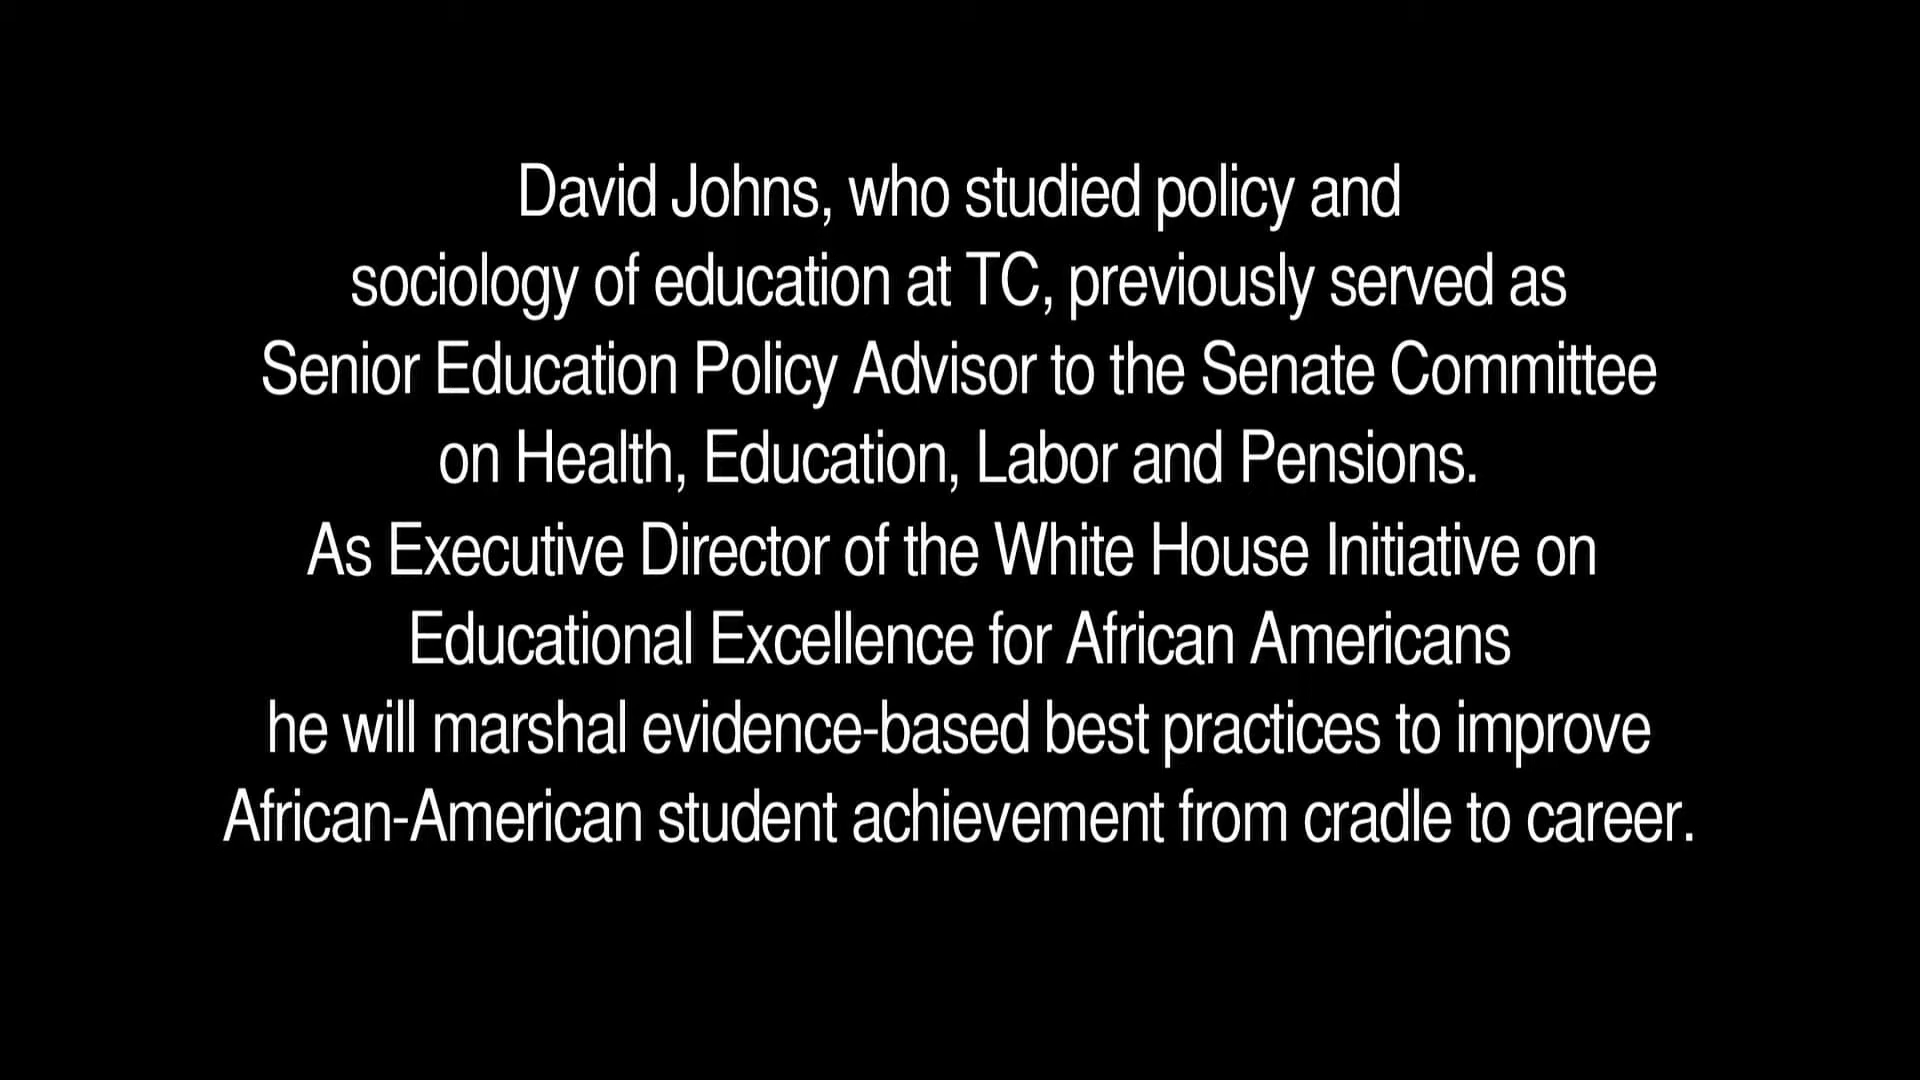 David Johns, who studied policy and
sociology of education at TC, previously served as
Senior Education Policy Advisor to the Senate Committee
on Health, Education, Labor and Pensions.
As Executive Director of the White House Initiative on
Educational Excellence for African Americans
he will marshal evidence-based best practices to improve
African-American student achievement from cradle to career.